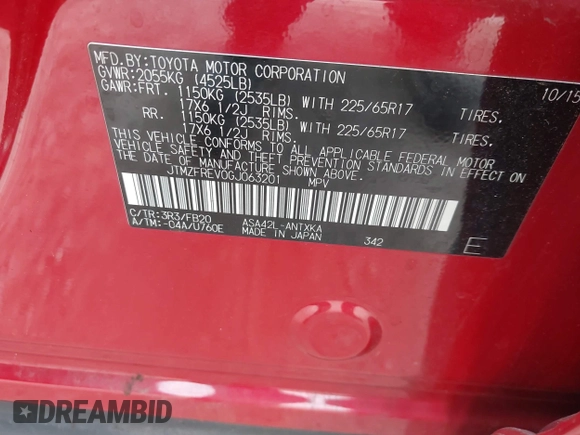 MFD.BY:TOYOTA MOTOR CORPORATION 10/15
GVWR:2055KG (4525LB)
GAWR:FRT. 1150KG (2535LB) WITH 225/65R17 TIRES.
17X6 1/2J RIMS.
RR. 1150KG (2535LB) WITH 225/65R17 TIRES.
17X6 1/2J RIMS.
THIS VEHICLE CONFORMS TO ALL APPLICABLE FEDERAL MOTOR
VEHICLE SAFETY AND THEFT PREVENTION STANDARDS IN EFFECT ON
THE DATE OF MANUFACTURE SHOWN ABOVE.
JTMZFREV0GJ063201 MPV
C/TR:3R3/FB20 ASA42L-ANTXKA
A/TM:-04A/U760E MADE IN JAPAN 342 E
DREAMBID